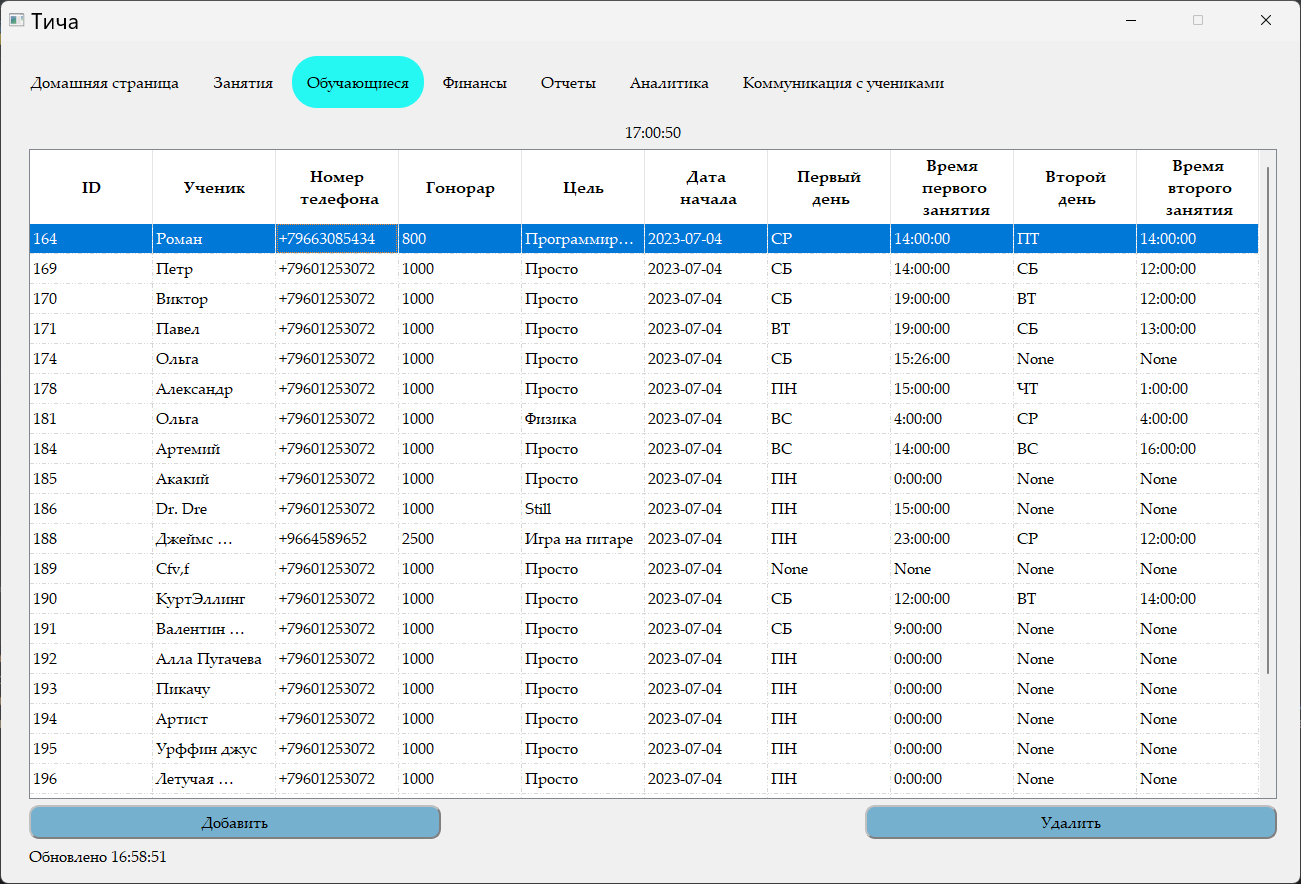 Тича
Домашняя страница Занятия Обучающиеся Финансы Отчеты Аналитика Коммуникация с учениками
17:00:50
ID Ученик Номер телефона Гонорар Цель Дата начала Первый день Время первого занятия Второй день Время второго занятия
164 Роман +79663085434 800 Программир... 2023-07-04 СР 14:00:00 ПТ 14:00:00
169 Петр +79601253072 1000 Просто 2023-07-04 СБ 14:00:00 СБ 12:00:00
170 Виктор +79601253072 1000 Просто 2023-07-04 СБ 19:00:00 ВТ 12:00:00
171 Павел +79601253072 1000 Просто 2023-07-04 ВТ 19:00:00 СБ 13:00:00
174 Ольга +79601253072 1000 Просто 2023-07-04 СБ 15:26:00 None None
178 Александр +79601253072 1000 Просто 2023-07-04 ПН 15:00:00 ЧТ 1:00:00
181 Ольга +79601253072 1000 Физика 2023-07-04 ВС 4:00:00 СР 4:00:00
184 Артемий +79601253072 1000 Просто 2023-07-04 ВС 14:00:00 ВС 16:00:00
185 Акакий +79601253072 1000 Просто 2023-07-04 ПН 0:00:00 None None
186 Dr. Dre +79601253072 1000 Still 2023-07-04 ПН 15:00:00 None None
188 Джеймс ... +9664589652 2500 Игра на гитаре 2023-07-04 ПН 23:00:00 СР 12:00:00
189 Cfv,f +79601253072 1000 Просто 2023-07-04 None None None None
190 КуртЭллинг +79601253072 1000 Просто 2023-07-04 СБ 12:00:00 ВТ 14:00:00
191 Валентин ... +79601253072 1000 Просто 2023-07-04 СБ 9:00:00 None None
192 Алла Пугачева +79601253072 1000 Просто 2023-07-04 ПН 0:00:00 None None
193 Пикачу +79601253072 1000 Просто 2023-07-04 ПН 0:00:00 None None
194 Артист +79601253072 1000 Просто 2023-07-04 ПН 0:00:00 None None
195 Урффин джус +79601253072 1000 Просто 2023-07-04 ПН 0:00:00 None None
196 Летучая ... +79601253072 1000 Просто 2023-07-04 ПН 0:00:00 None None
Добавить Удалить
Обновлено 16:58:51